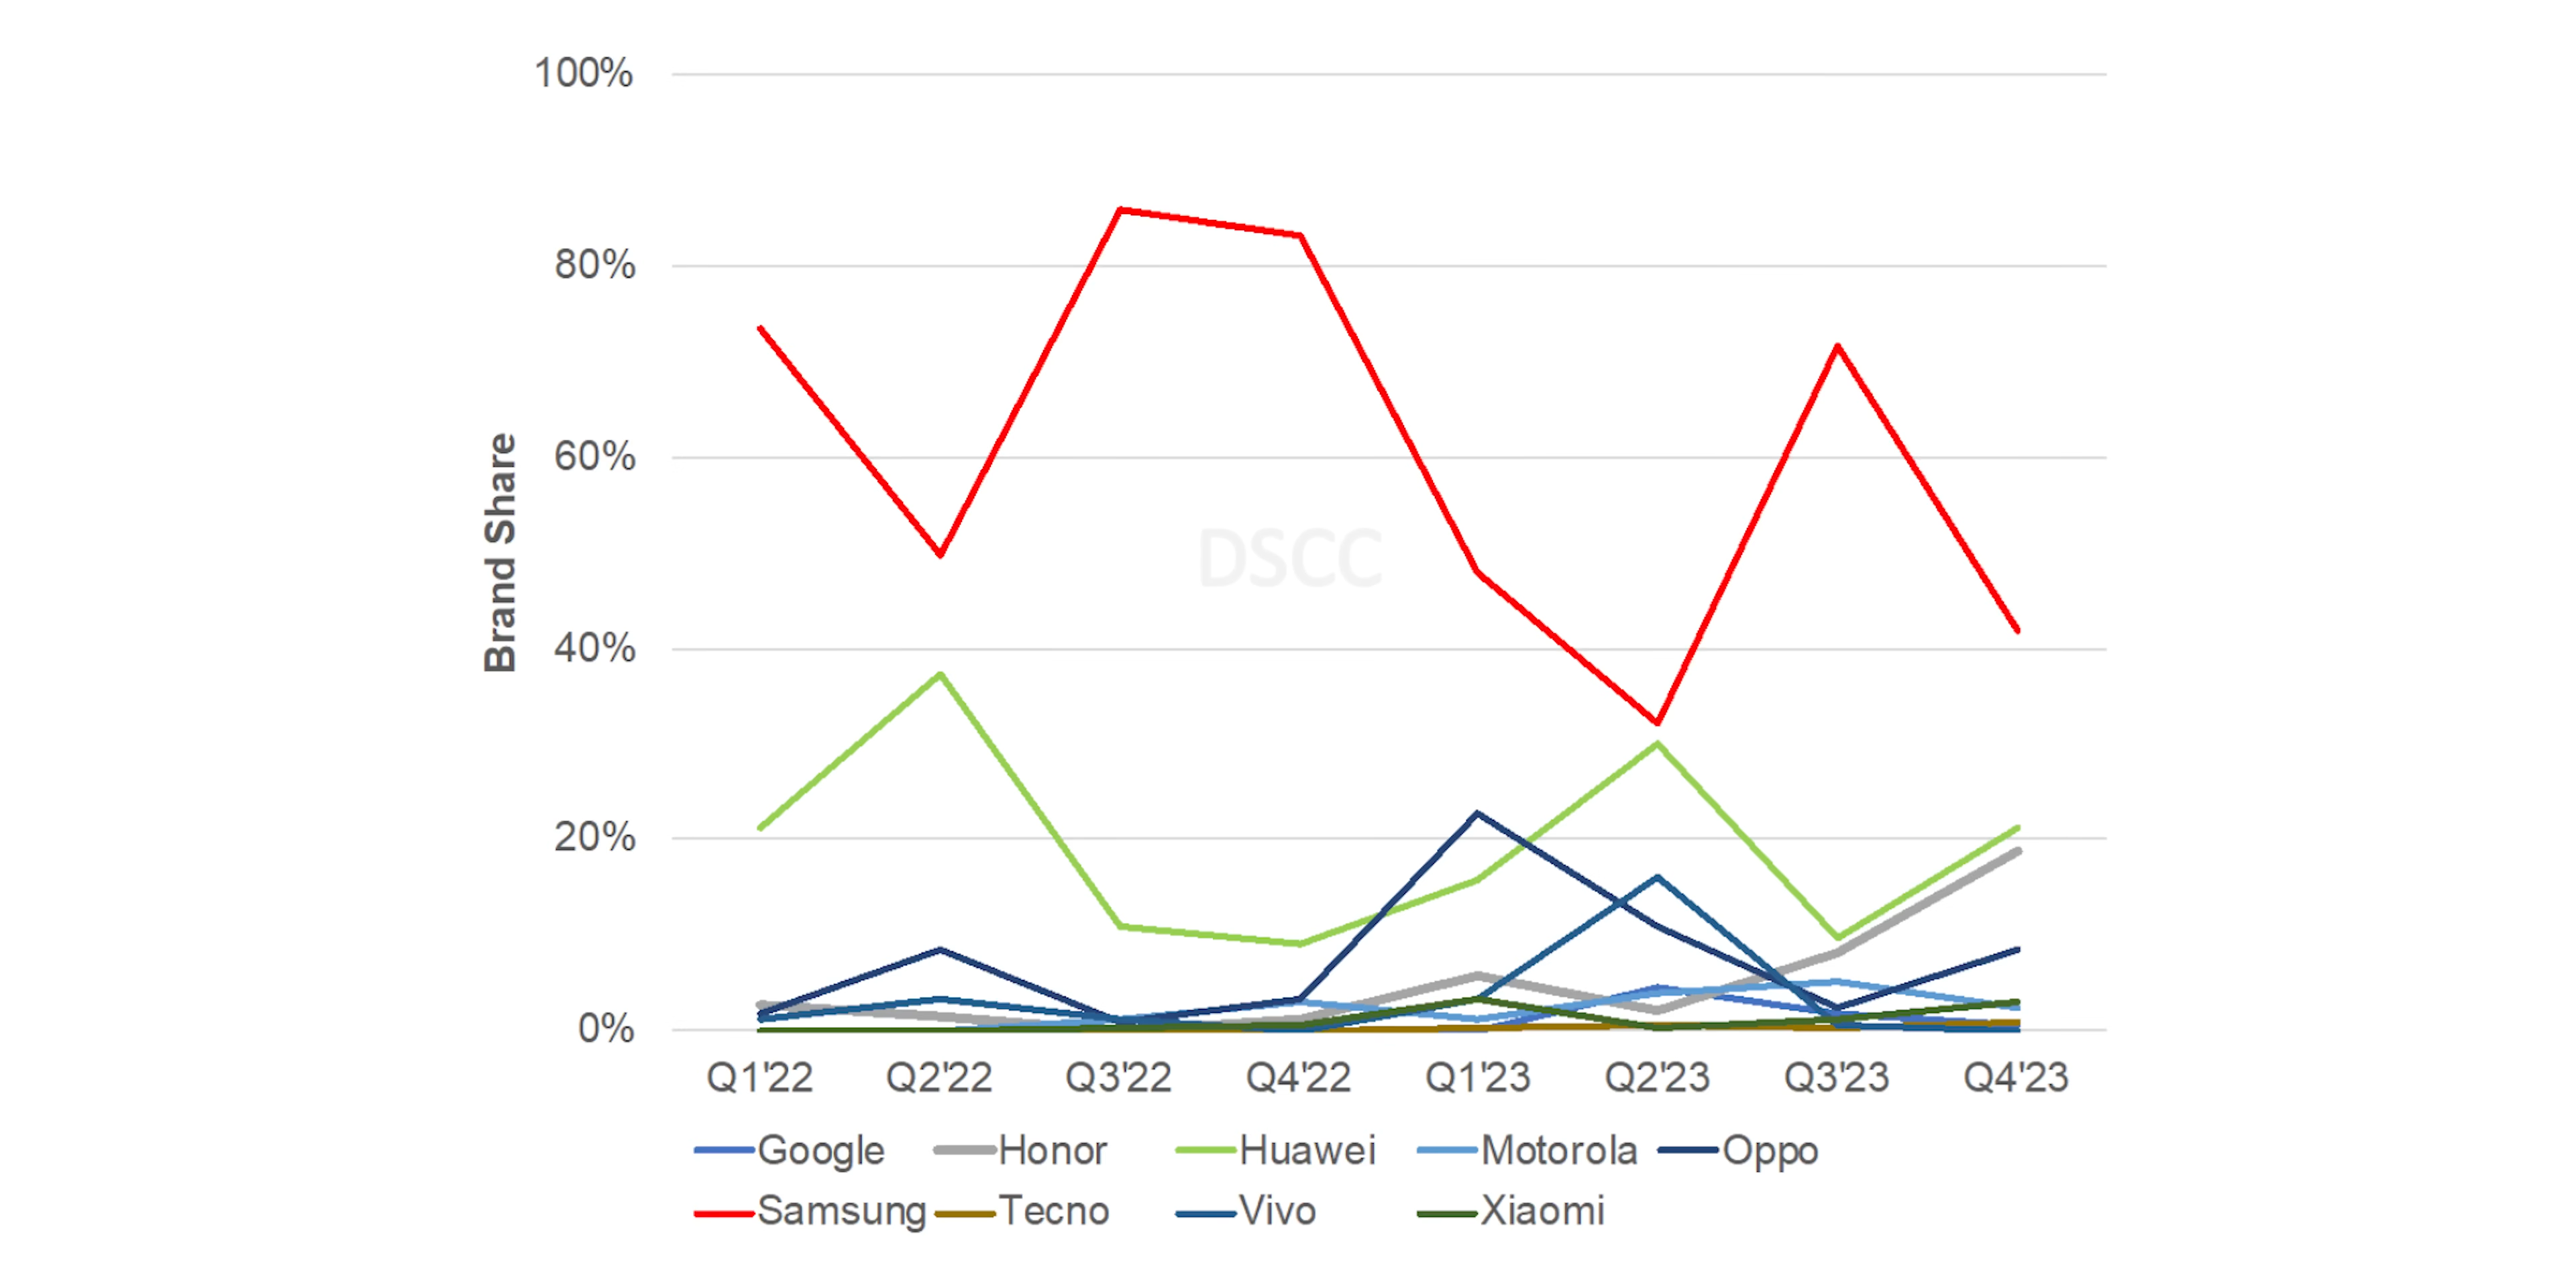 100%
80%
60%
40%
20%
0%
Brand Share
DSCC
Q1'22 Q2'22 Q3'22 Q4'22 Q1'23 Q2'23 Q3'23 Q4'23
Google Honor Huawei Motorola Oppo
Samsung Tecno Vivo Xiaomi